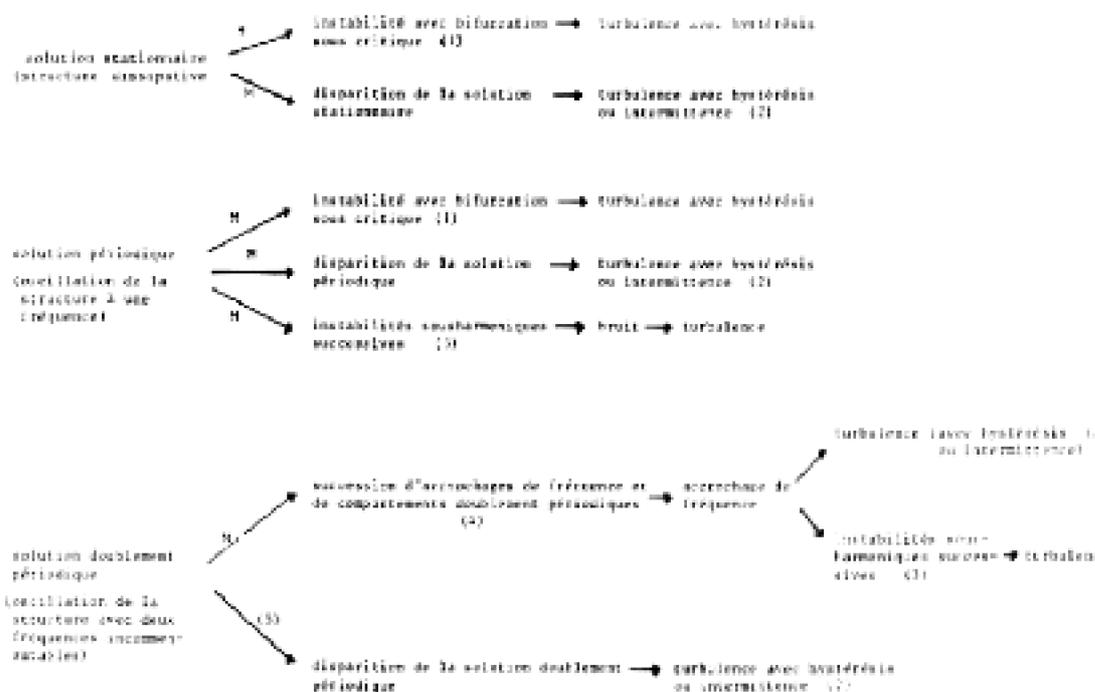 instabilité avec bifurcation
sous critique (1)
turbulence avec hystérésis
solution stationnaire
(structure dissipative
M
disparition de la solution
stationnaire
turbulence avec hystérésis
ou intermittence (2)
M
instabilité avec bifurcation
sous critique (1)
turbulence avec hystérésis
solution périodique
(oscillation de la
structure à une
fréquence)
M
disparition de la solution
périodique
turbulence avec hystérésis
ou intermittence (2)
M
instabilités sousharmoniques
successives (3)
bruit
turbulence
turbulence (avec hystérésis
ou intermittence)
succession d'accrochages de fréquence et
de comportements doublement périodiques
(4)
accrochage de
fréquence
instabilités sous-
harmoniques succes-
sives (3)
turbulen
solution doublement
périodique
(oscillation de la
structure avec deux
fréquences incommen-
surables)
(5)
disparition de la solution doublement
périodique
turbulence avec hystérésis
ou intermittence (2)